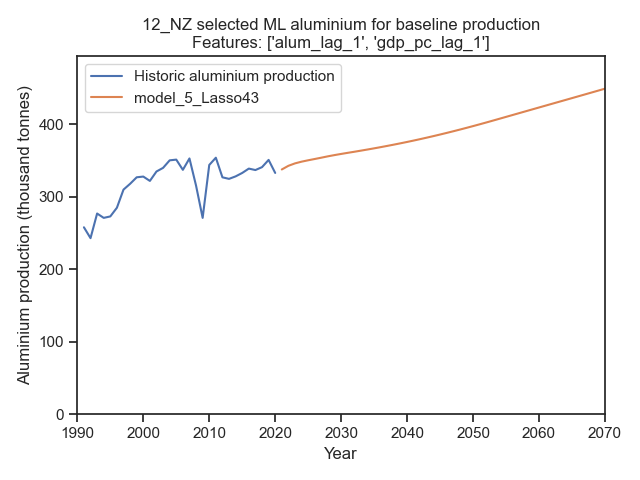 12_NZ selected ML aluminium for baseline production
Features: ['alum_lag_1', 'gdp_pc_lag_1']
Historic aluminium production
model_5_Lasso43
Aluminium production (thousand tonnes)
400
300
200
100
0
1990 2000 2010 2020 2030 2040 2050 2060 2070
Year